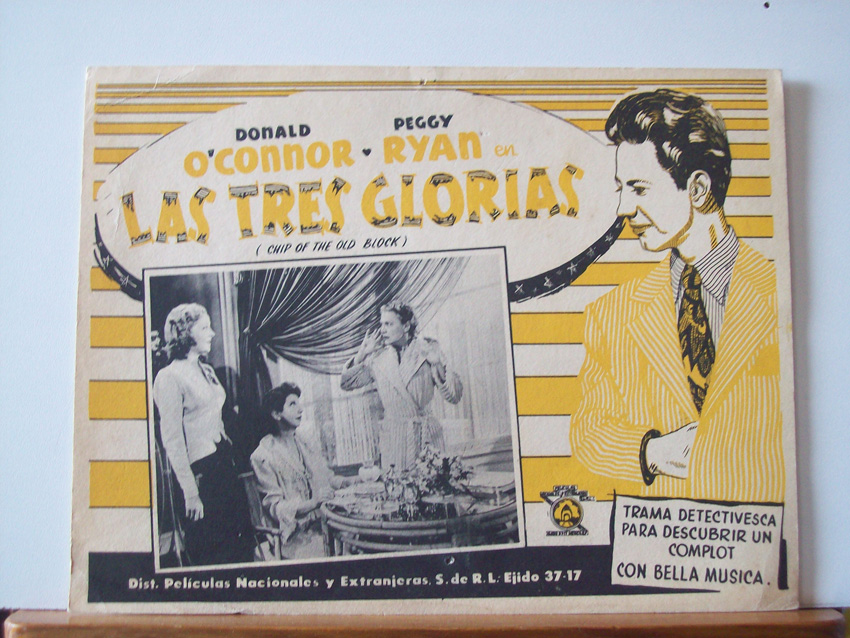 DONALD PEGGY
O'CONNOR • RYAN en
LAS TRES GLORIAS
( CHIP OF THE OLD BLOCK )
TRAMA DETECTIVESCA
PARA DESCUBRIR UN
COMPLOT
CON BELLA MUSICA.
Dist. Películas Nacionales y Extranjeras. S. de R. L. Ejido 37-17